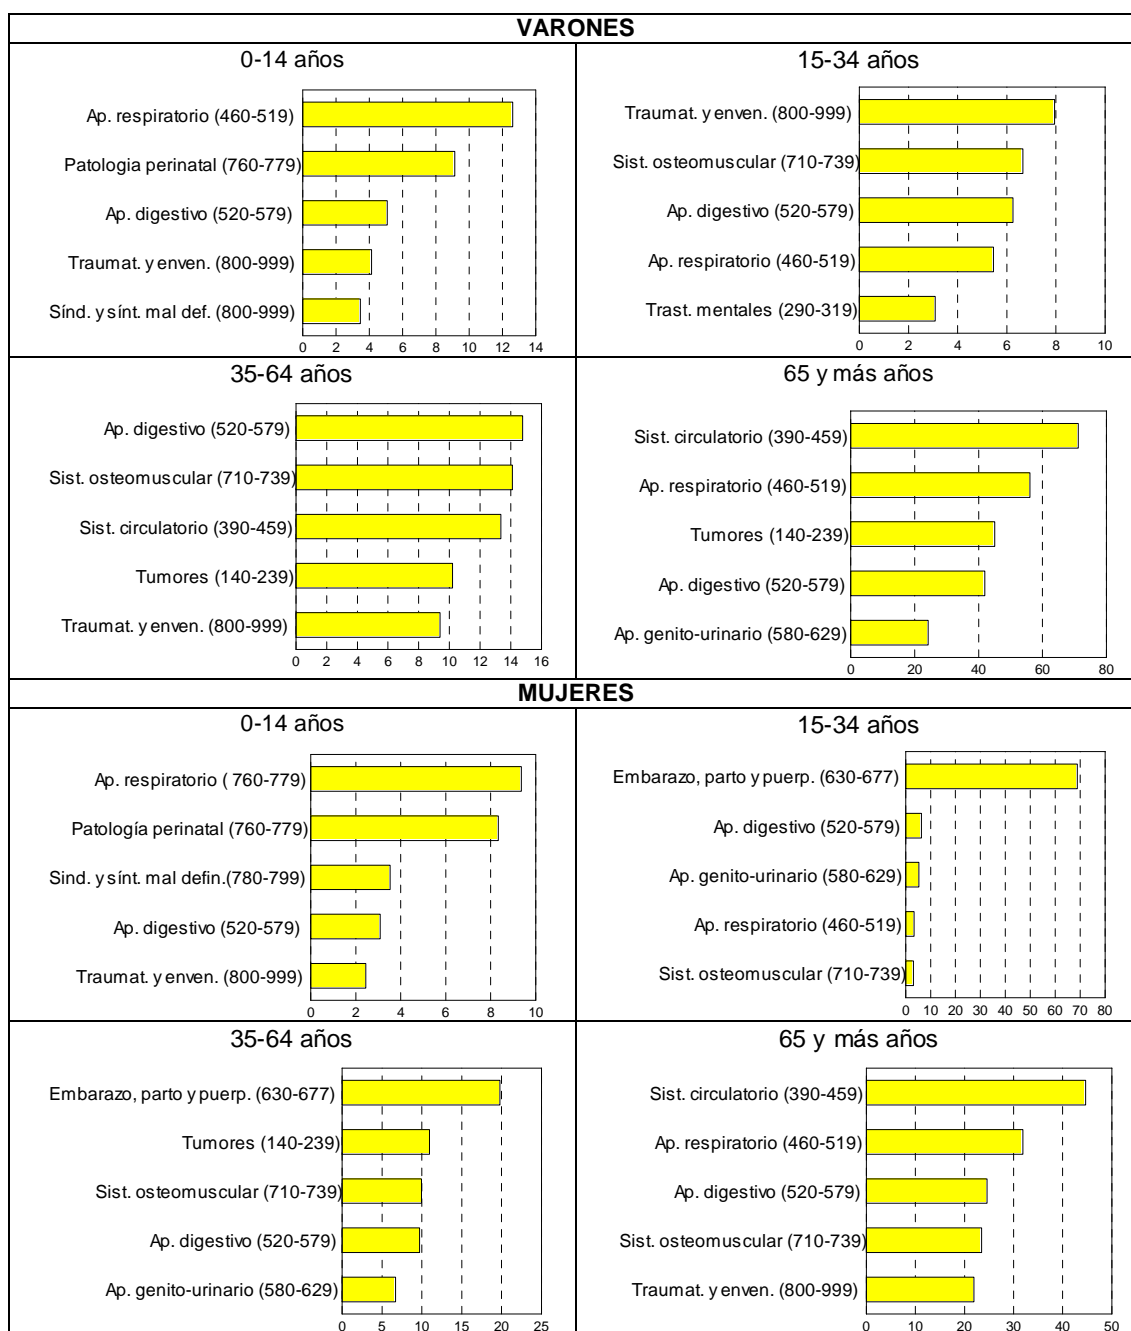 VARONES
0-14 años
Ap. respiratorio (460-519)
Patologia perinatal (760-779)
Ap. digestivo (520-579)
Traumat. y enven. (800-999)
Sínd. y sínt. mal def. (800-999)
0 2 4 6 8 10 12 14
15-34 años
Traumat. y enven. (800-999)
Sist. osteomuscular (710-739)
Ap. digestivo (520-579)
Ap. respiratorio (460-519)
Trast. mentales (290-319)
0 2 4 6 8 10
35-64 años
Ap. digestivo (520-579)
Sist. osteomuscular (710-739)
Sist. circulatorio (390-459)
Tumores (140-239)
Traumat. y enven. (800-999)
0 2 4 6 8 10 12 14 16
65 y más años
Sist. circulatorio (390-459)
Ap. respiratorio (460-519)
Tumores (140-239)
Ap. digestivo (520-579)
Ap. genito-urinario (580-629)
0 20 40 60 80
MUJERES
0-14 años
Ap. respiratorio ( 760-779)
Patología perinatal (760-779)
Sind. y sínt. mal defin.(780-799)
Ap. digestivo (520-579)
Traumat. y enven. (800-999)
0 2 4 6 8 10
15-34 años
Embarazo, parto y puerp. (630-677)
Ap. digestivo (520-579)
Ap. genito-urinario (580-629)
Ap. respiratorio (460-519)
Sist. osteomuscular (710-739)
0 10 20 30 40 50 60 70 80
35-64 años
Embarazo, parto y puerp. (630-677)
Tumores (140-239)
Sist. osteomuscular (710-739)
Ap. digestivo (520-579)
Ap. genito-urinario (580-629)
0 5 10 15 20 25
65 y más años
Sist. circulatorio (390-459)
Ap. respiratorio (460-519)
Ap. digestivo (520-579)
Sist. osteomuscular (710-739)
Traumat. y enven. (800-999)
0 10 20 30 40 50